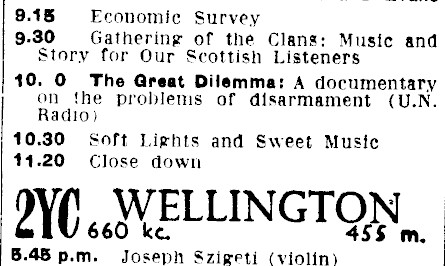 9.15 Economic Survey
9.30 Gathering of the Clans: Music and
Story for Our Scottish Listeners
10. 0 The Great Dilemma: A documentary
on the problems of disarmament (U.N.
Radio)
10.30 Soft Lights and Sweet Music
11.20 Close down
2YC WELLINGTON
660 kc. 455 m.
5.45 p.m. Joseph Szigeti (violin)